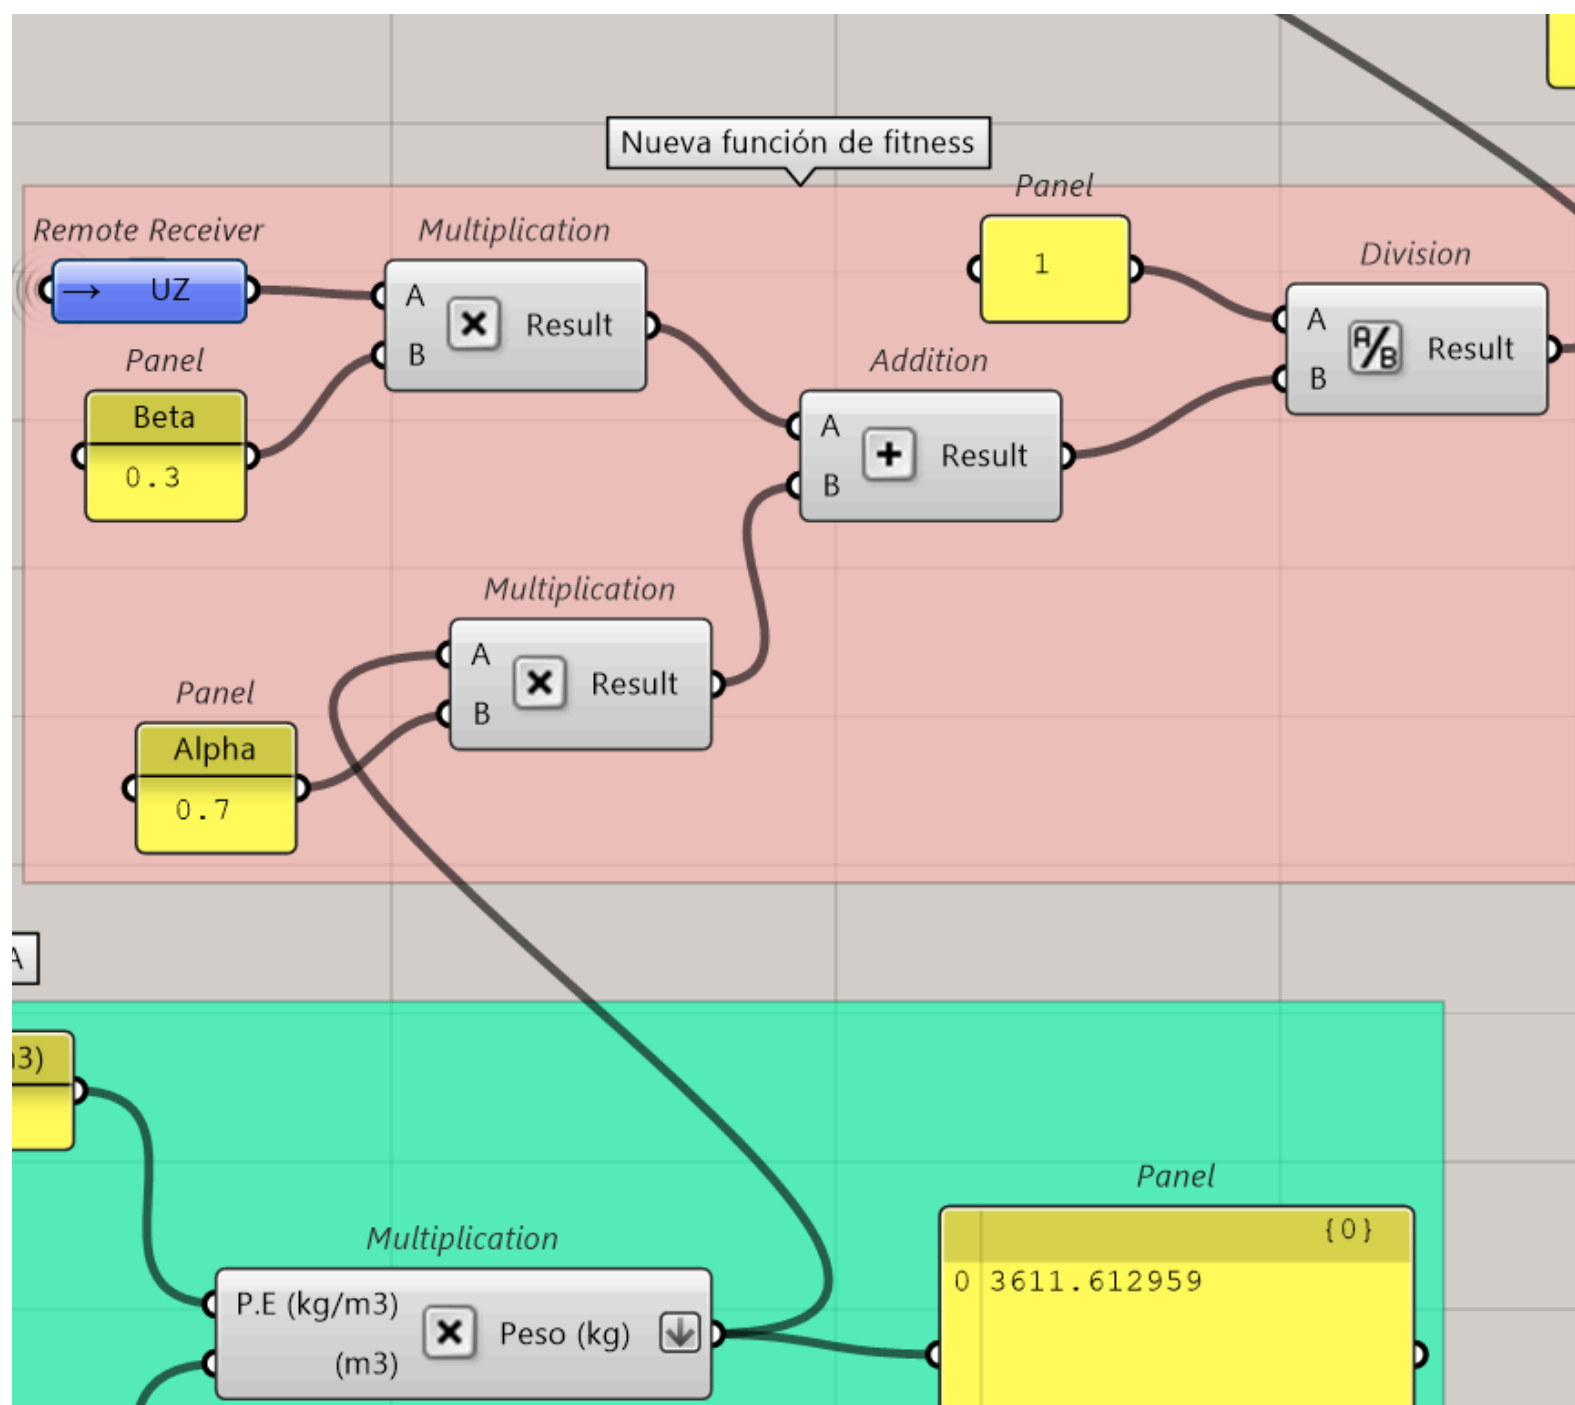 Nueva función de fitness
Panel
1
Remote Receiver
→ UZ
Multiplication
A
B
Result
Division
A
B
A/B
Result
Panel
Beta
0.3
Addition
A
B
Result
Multiplication
A
B
Result
Panel
Alpha
0.7
A
m3)
Multiplication
P.E (kg/m3)
(m3)
Peso (kg)
Panel
{0}
0 3611.612959